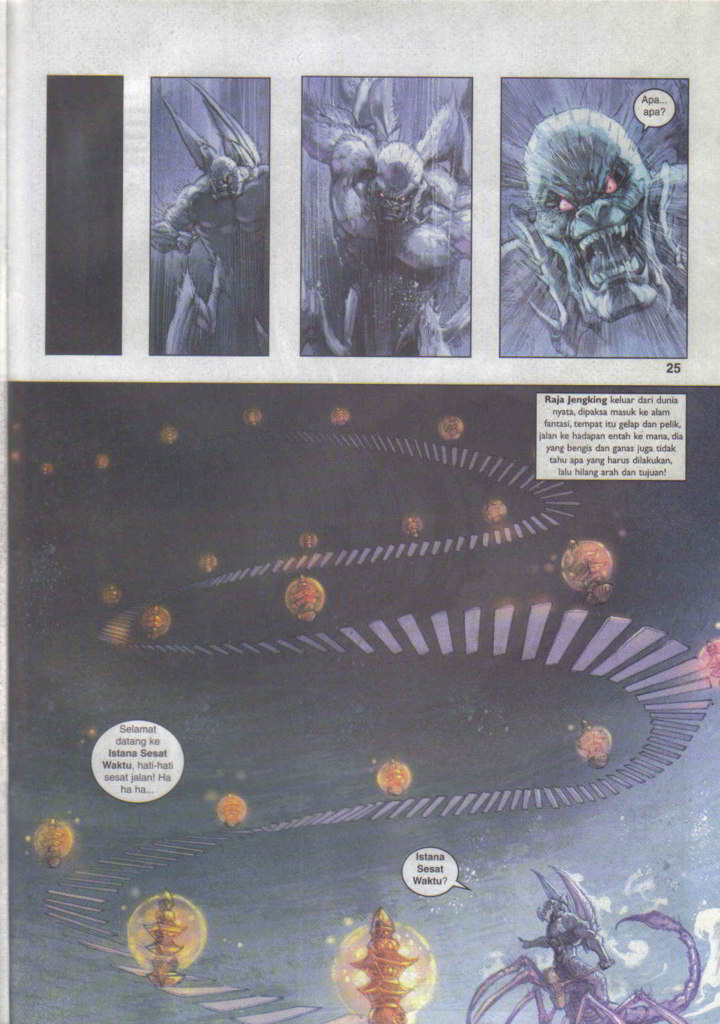 Apa...
apa?
25
Raja Jengking keluar dari dunia
nyata, dipaksa masuk ke alam
fantasi, tempat itu gelap dan pelik,
jalan ke hadapan entah ke mana, dia
yang bengis dan ganas juga tidak
tahu apa yang harus dilakukan,
lalu hilang arah dan tujuan!
Selamat
datang ke
Istana Sesat
Waktu, hati-hati
sesat jalan! Ha
ha ha...
Istana
Sesat
Waktu?